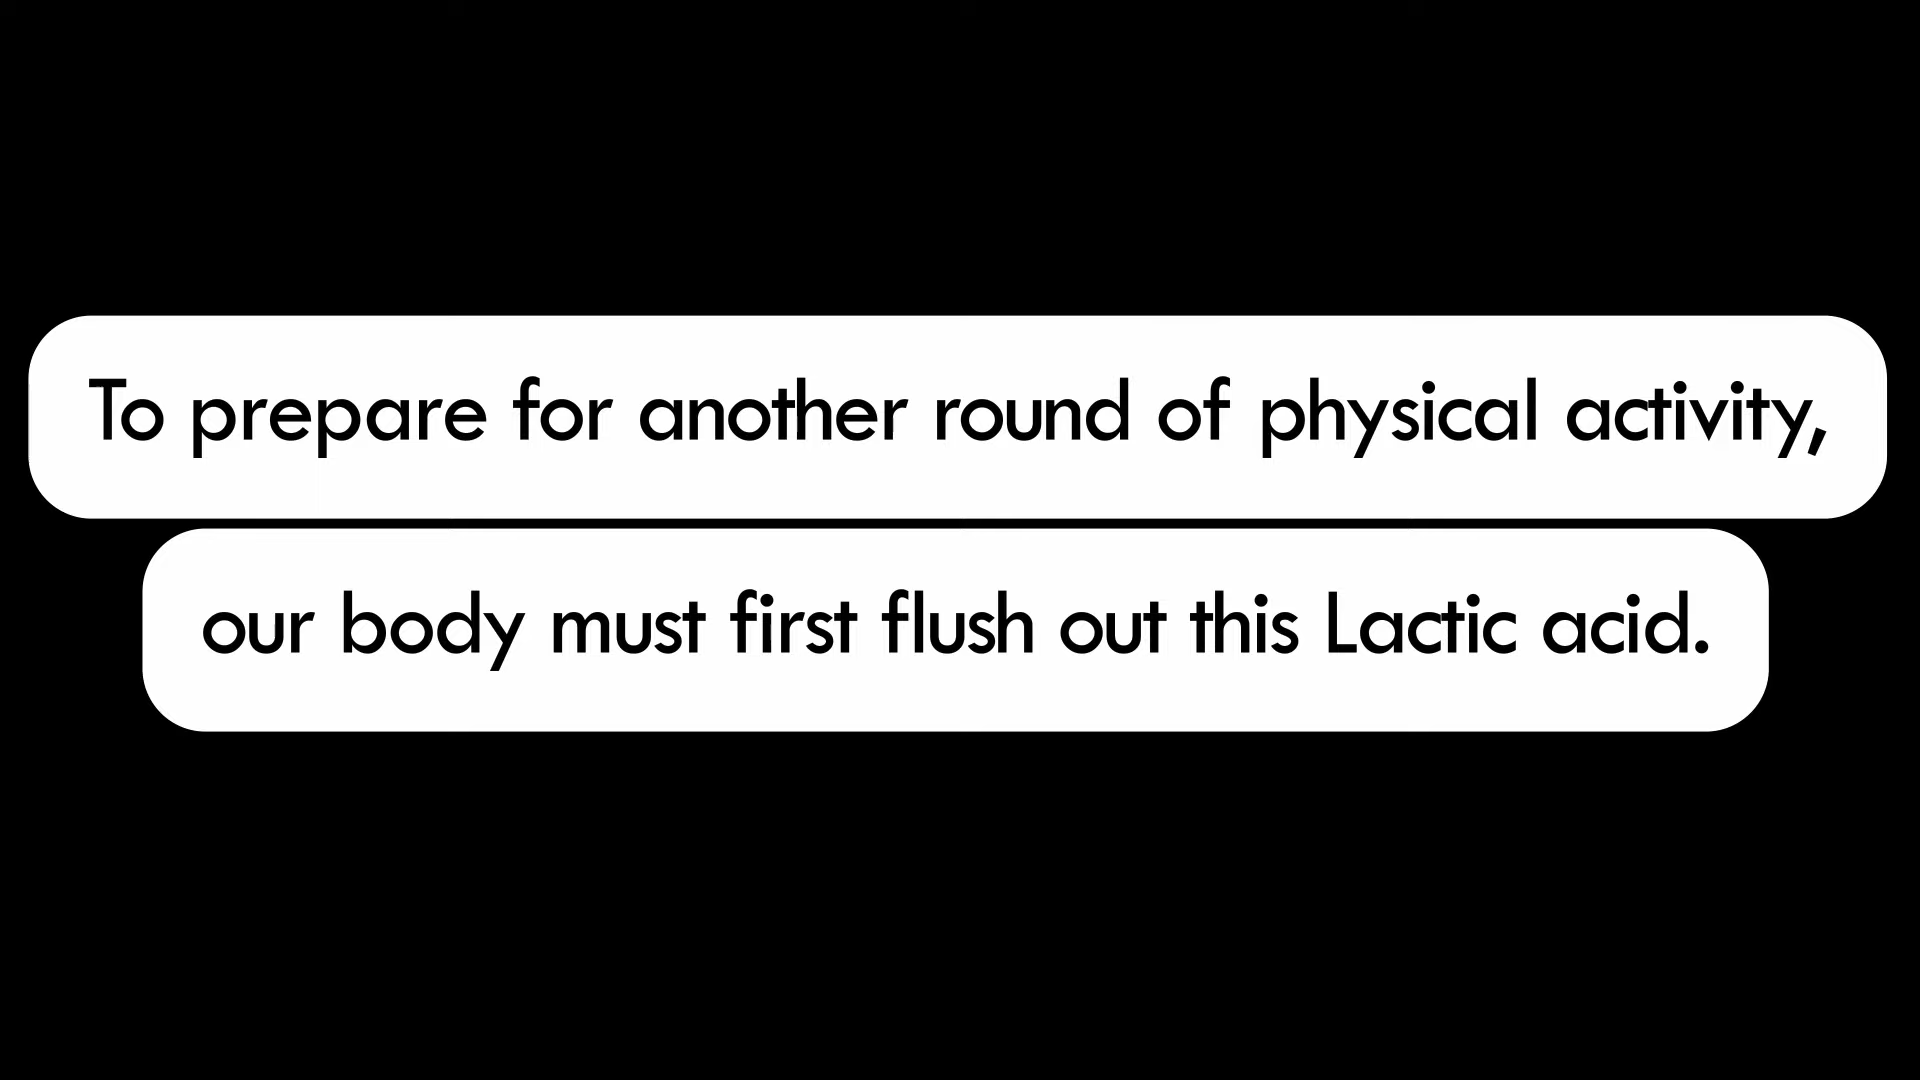 To prepare for another round of physical activity,
our body must first flush out this Lactic acid.